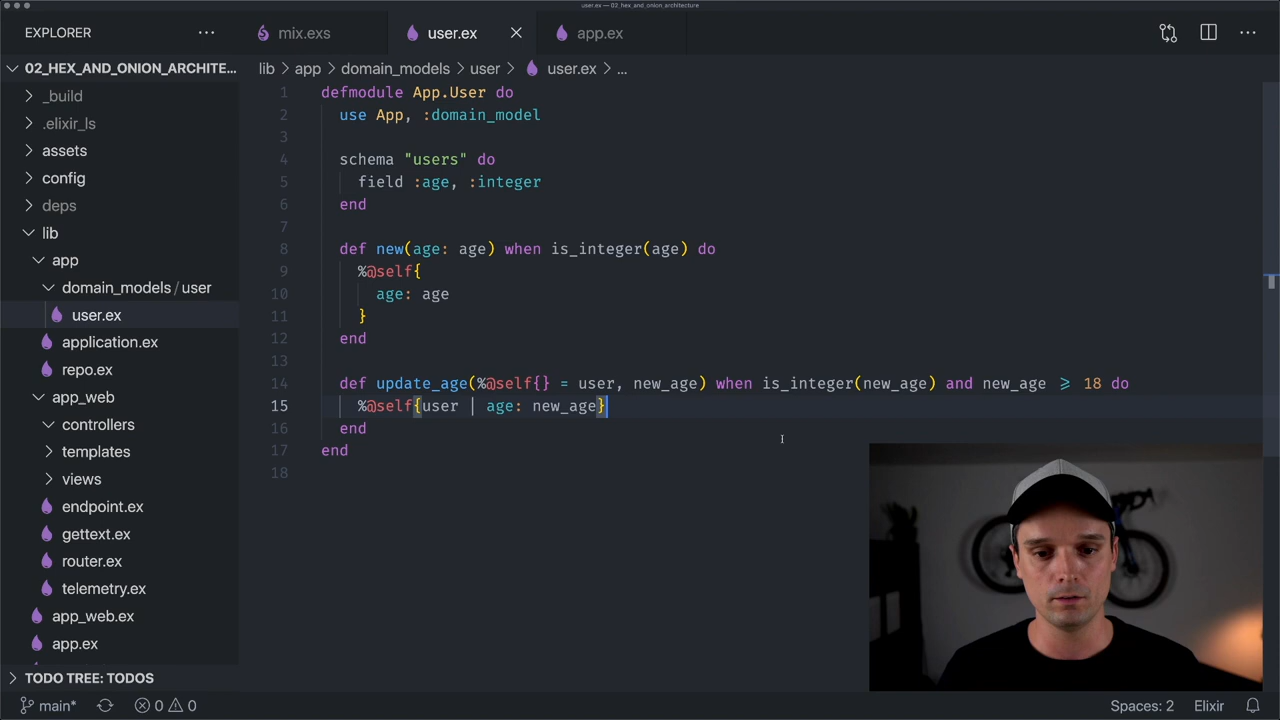 user.ex — 02_hex_and_onion_architecture
EXPLORER
mix.exs
user.ex
app.ex
02_HEX_AND_ONION_ARCHITE...
lib > app > domain_models > user > user.ex > ...
_build
.elixir_ls
assets
config
deps
lib
app
domain_models / user
user.ex
application.ex
repo.ex
app_web
controllers
templates
views
endpoint.ex
gettext.ex
router.ex
telemetry.ex
app_web.ex
app.ex
TODO TREE: TODOS
1 defmodule App.User do
2 use App, :domain_model
3
4 schema "users" do
5 field :age, :integer
6 end
7
8 def new(age: age) when is_integer(age) do
9 %@self{
10 age: age
11 }
12 end
13
14 def update_age(%@self{} = user, new_age) when is_integer(new_age) and new_age ≥ 18 do
15 %@self{user | age: new_age}
16 end
17 end
18
main* 0 0 Spaces: 2 Elixir